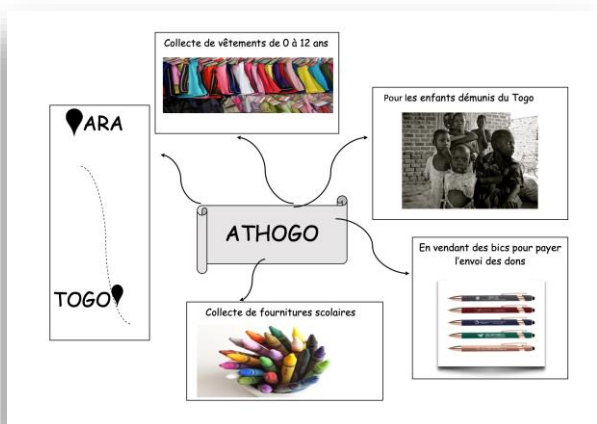 Collecte de vêtements de 0 à 12 ans
Pour les enfants démunis du Togo
ARA
TOGO
ATHOGO
En vendant des bics pour payer
l'envoi des dons
Collecte de fournitures scolaires